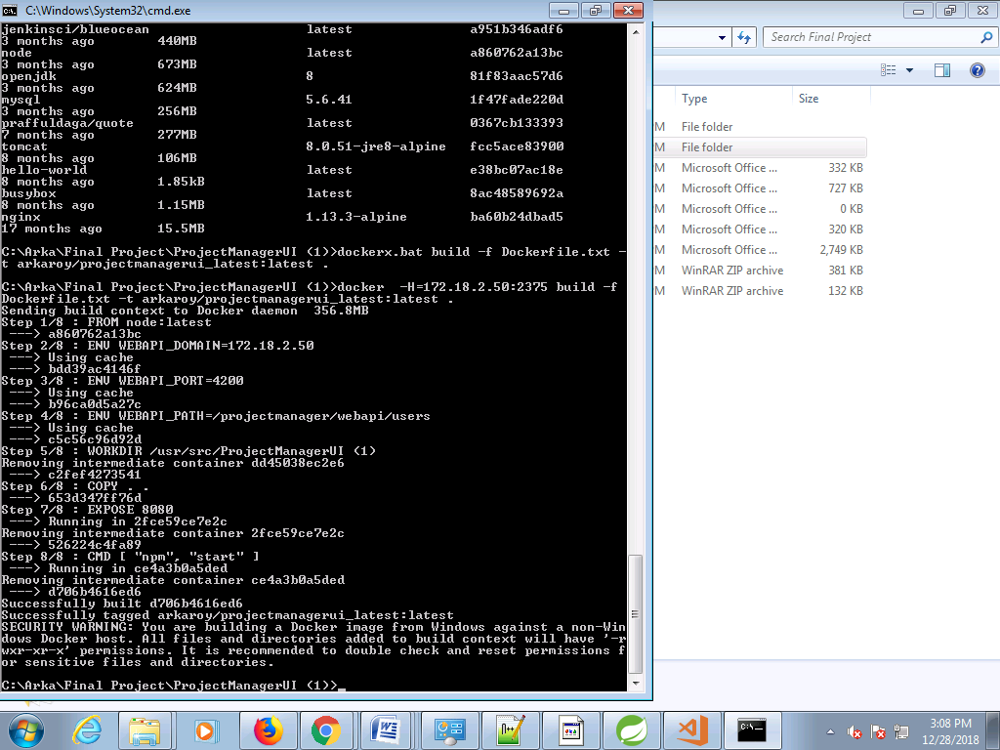 C:\Windows\System32\cmd.exe
jenkinsci/blueocean latest a951b346adf6
3 months ago 440MB
node latest a860762a13bc
3 months ago 673MB
openjdk 8 81f83aac57d6
3 months ago 624MB
mysql 5.6.41 1f47fade220d
3 months ago 256MB
praffuldaga/quote latest 0367cb133393
7 months ago 277MB
tomcat 8.0.51-jre8-alpine fcc5ace83900
8 months ago 106MB
hello-world latest e38bc07ac18e
8 months ago 1.85kB
busybox latest 8ac48589692a
8 months ago 1.15MB
nginx 1.13.3-alpine ba60b24dbad5
17 months ago 15.5MB
C:\Arka\Final Project\ProjectManagerUI (1)>dockerx.bat build -f Dockerfile.txt -
t arkaroy/projectmanagerui_latest:latest .
C:\Arka\Final Project\ProjectManagerUI (1)>docker -H=172.18.2.50:2375 build -f
Dockerfile.txt -t arkaroy/projectmanagerui_latest:latest .
Sending build context to Docker daemon 356.8MB
Step 1/8 : FROM node:latest
---> a860762a13bc
Step 2/8 : ENV WEBAPI_DOMAIN=172.18.2.50
---> Using cache
---> bdd39ac4146f
Step 3/8 : ENV WEBAPI_PORT=4200
---> Using cache
---> b96ca0d5a27c
Step 4/8 : ENV WEBAPI_PATH=/projectmanager/webapi/users
---> Using cache
---> c5c56c96d92d
Step 5/8 : WORKDIR /usr/src/ProjectManagerUI (1)
Removing intermediate container dd45038ec2e6
---> c2fef4273541
Step 6/8 : COPY . .
---> 653d347ff76d
Step 7/8 : EXPOSE 8080
---> Running in 2fce59ce7e2c
Removing intermediate container 2fce59ce7e2c
---> 526224c4fa89
Step 8/8 : CMD [ "npm", "start" ]
---> Running in ce4a3b0a5ded
Removing intermediate container ce4a3b0a5ded
---> d706b4616ed6
Successfully built d706b4616ed6
Successfully tagged arkaroy/projectmanagerui_latest:latest
SECURITY WARNING: You are building a Docker image from Windows against a non-Win
dows Docker host. All files and directories added to build context will have '-r
wxr-xr-x' permissions. It is recommended to double check and reset permissions f
or sensitive files and directories.
C:\Arka\Final Project\ProjectManagerUI (1)>
Search Final Project
Type Size
M File folder
M File folder
M Microsoft Office ... 332 KB
M Microsoft Office ... 727 KB
M Microsoft Office ... 0 KB
M Microsoft Office ... 320 KB
M Microsoft Office ... 2,749 KB
M WinRAR ZIP archive 381 KB
M WinRAR ZIP archive 132 KB
3:08 PM
12/28/2018